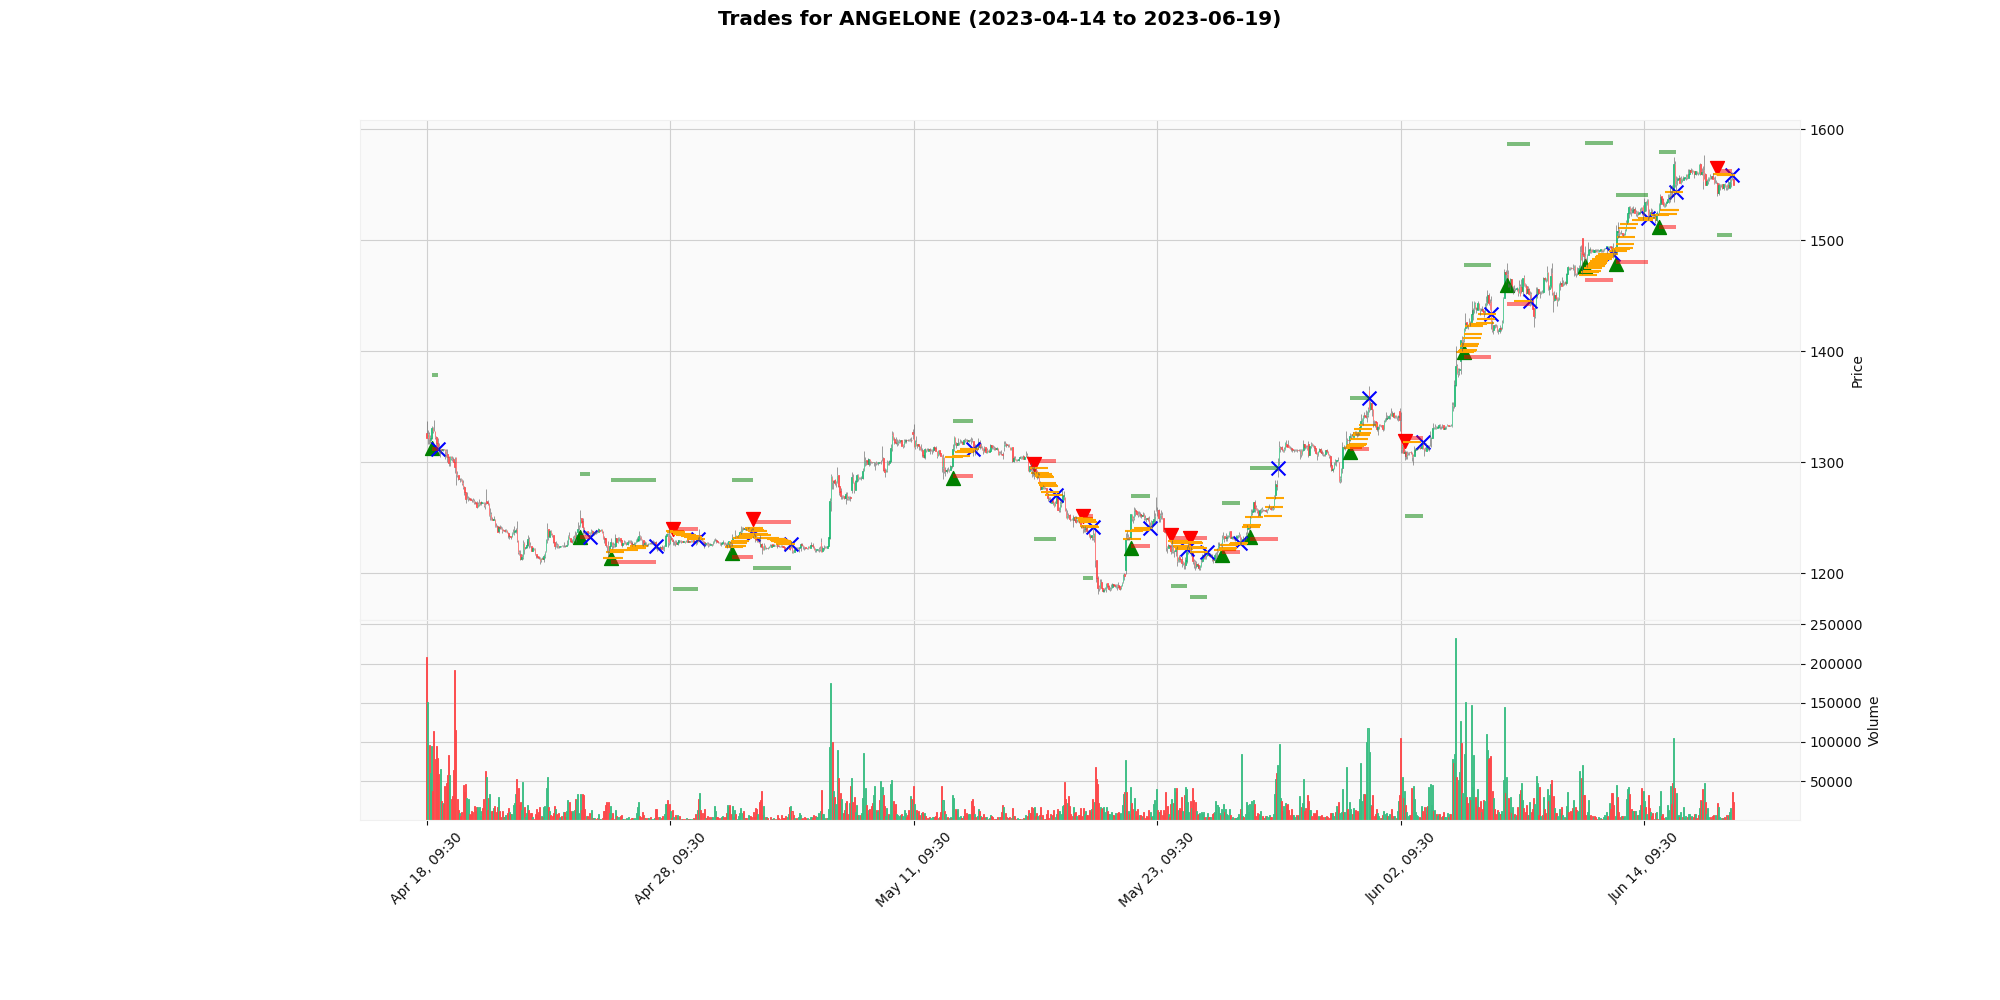 Trades for ANGELONE (2023-04-14 to 2023-06-19)
1600
1500
1400
1300
1200
Price
250000
200000
150000
100000
50000
Volume
Apr 18, 09:30
Apr 28, 09:30
May 11, 09:30
May 23, 09:30
Jun 02, 09:30
Jun 14, 09:30